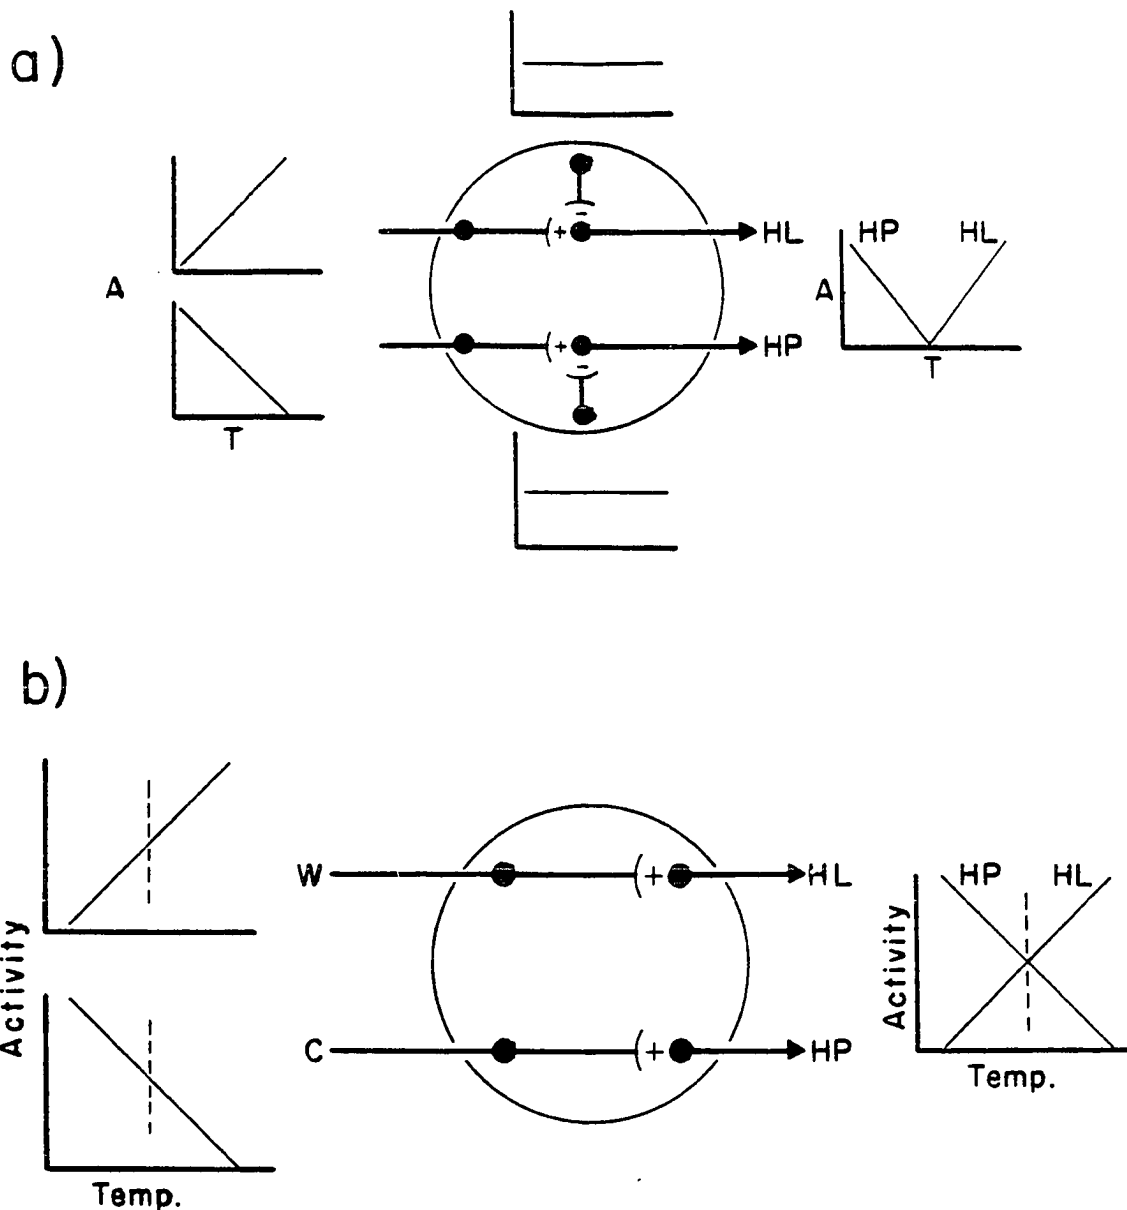 a)
A
T
-
(+
HL
(+
HP
-
HP HL
A
T
b)
Activity
Temp.
W
(+
HL
C
(+
HP
HP HL
Activity
Temp.